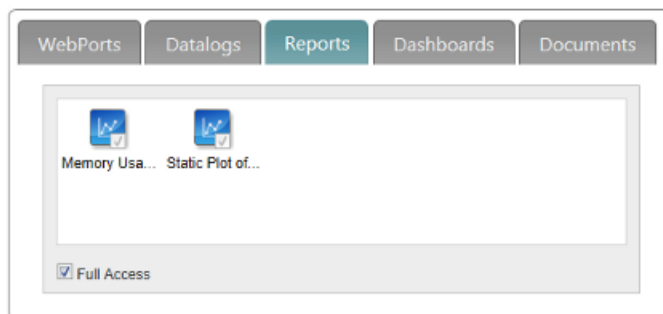 WebPorts Datalogs Reports Dashboards Documents
Memory Usa... Static Plot of...
Full Access